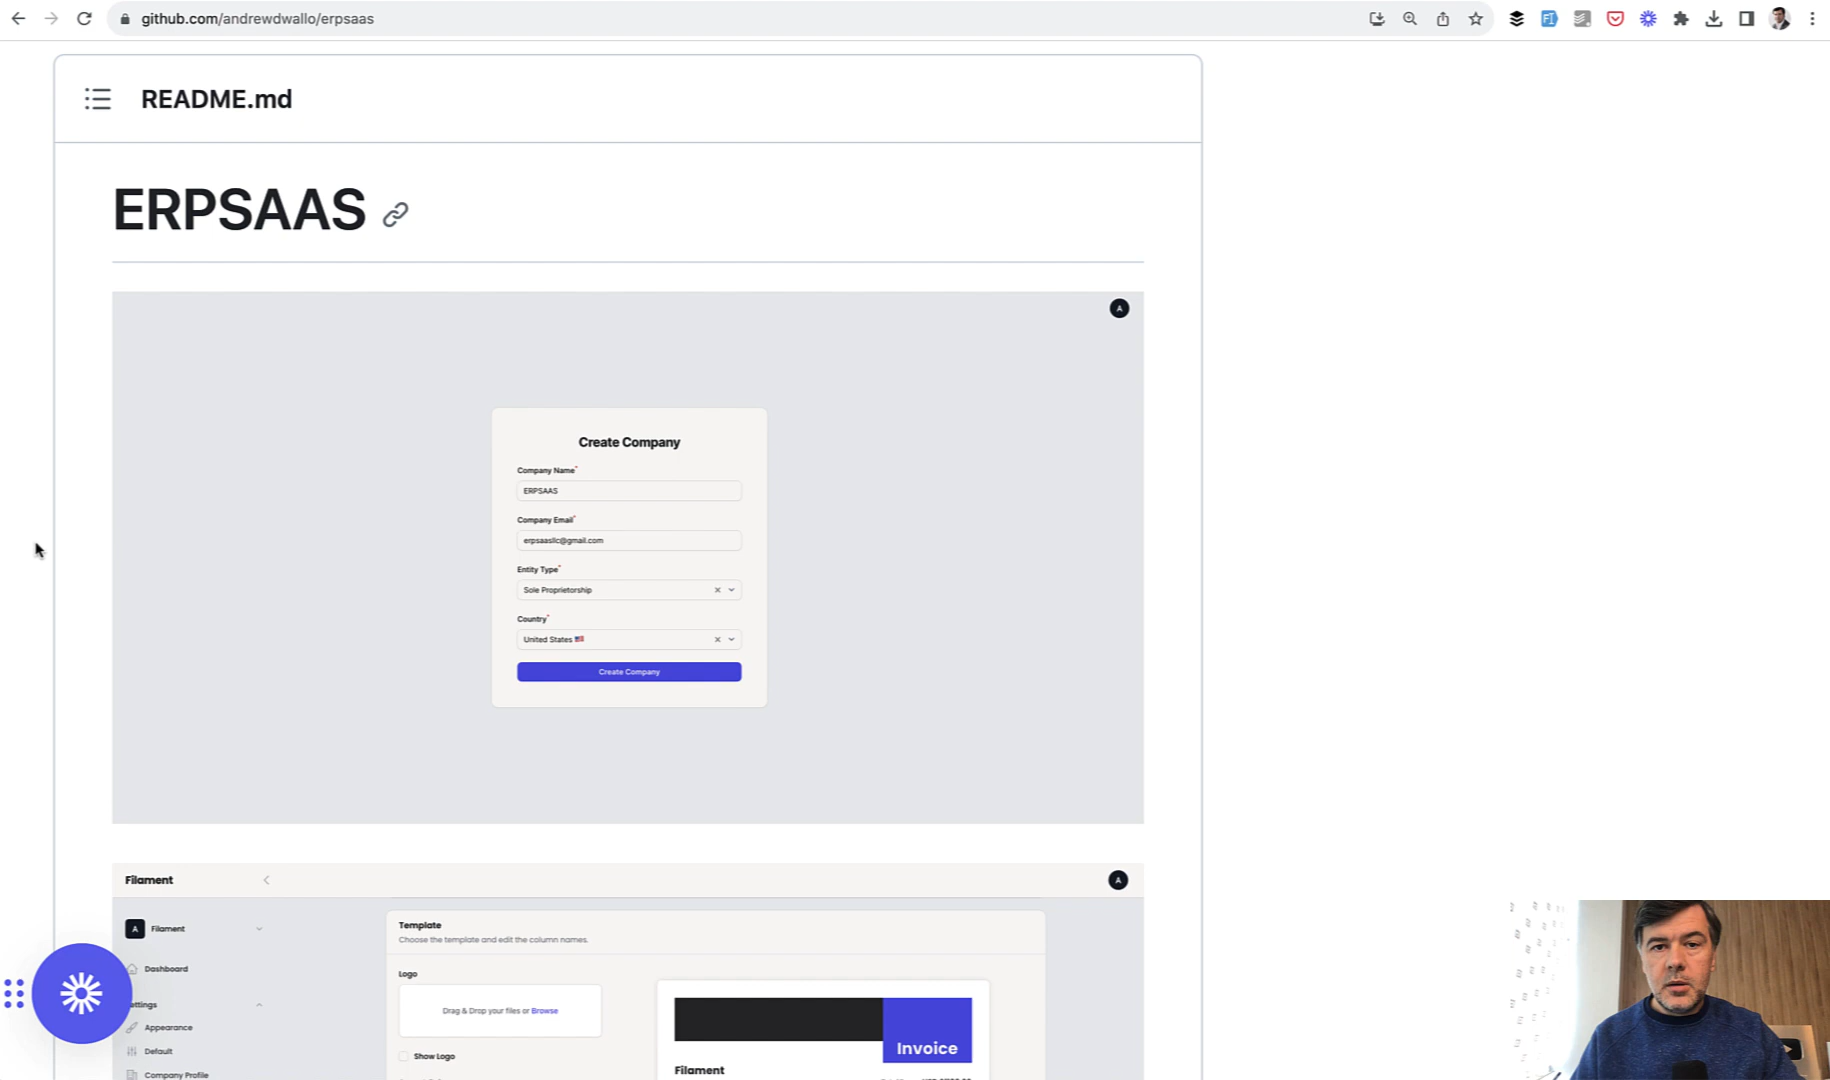 github.com/andrewdwallo/erpsaas
README.md
ERPSAAS
A
Create Company
Company Name*
ERPSAAS
Company Email*
erpsaasllc@gmail.com
Entity Type*
Sole Proprietorship
Country*
United States
Create Company
Filament
A
A Filament
Dashboard
ettings
Appearance
Default
Company Profile
Template
Choose the template and edit the column names.
Logo
Drag & Drop your files or Browse
Show Logo
Invoice
Filament